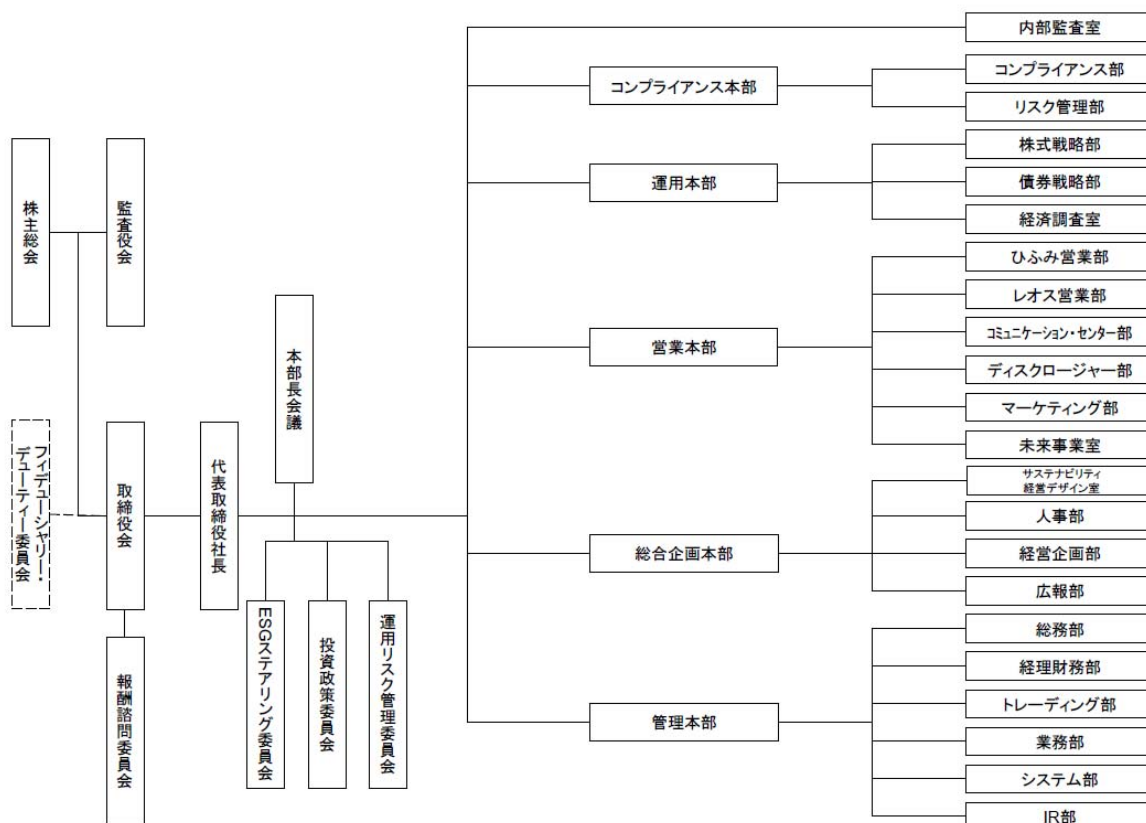 株主総会
監査役会
フィデューシャリー・
デューティー委員会
取締役会
報酬諮問委員会
代表取締役社長
本部長会議
ESGステアリング委員会
投資政策委員会
運用リスク管理委員会
内部監査室
コンプライアンス本部
コンプライアンス部
リスク管理部
運用本部
株式戦略部
債券戦略部
経済調査室
営業本部
ひふみ営業部
レオス営業部
コミュニケーション・センター部
ディスクロージャー部
マーケティング部
未来事業室
総合企画本部
サステナビリティ
経営デザイン室
人事部
経営企画部
広報部
管理本部
総務部
経理財務部
トレーディング部
業務部
システム部
IR部